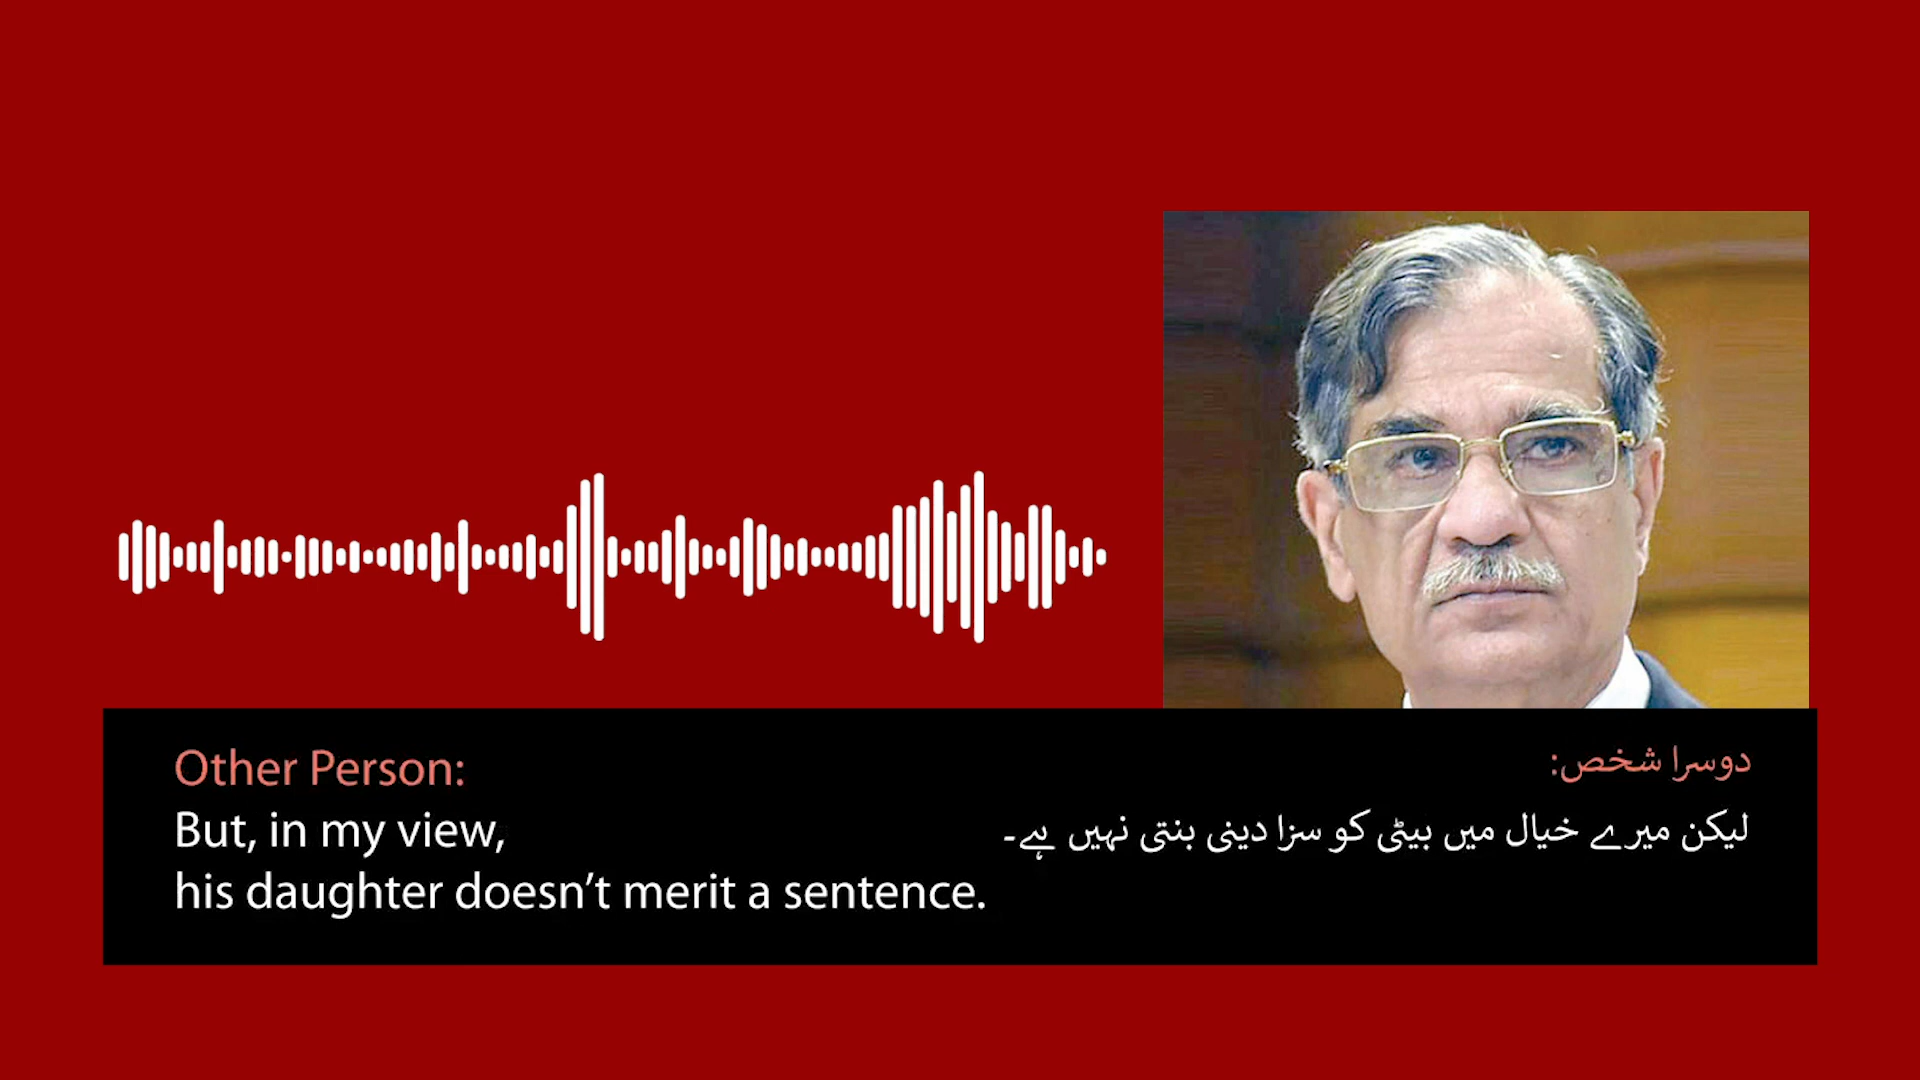 Other Person:
But, in my view,
his daughter doesn’t merit a sentence.
دوسرا شخص:
لیکن میرے خیال میں بیٹی کو سزا دینی بنتی نہیں ہے۔